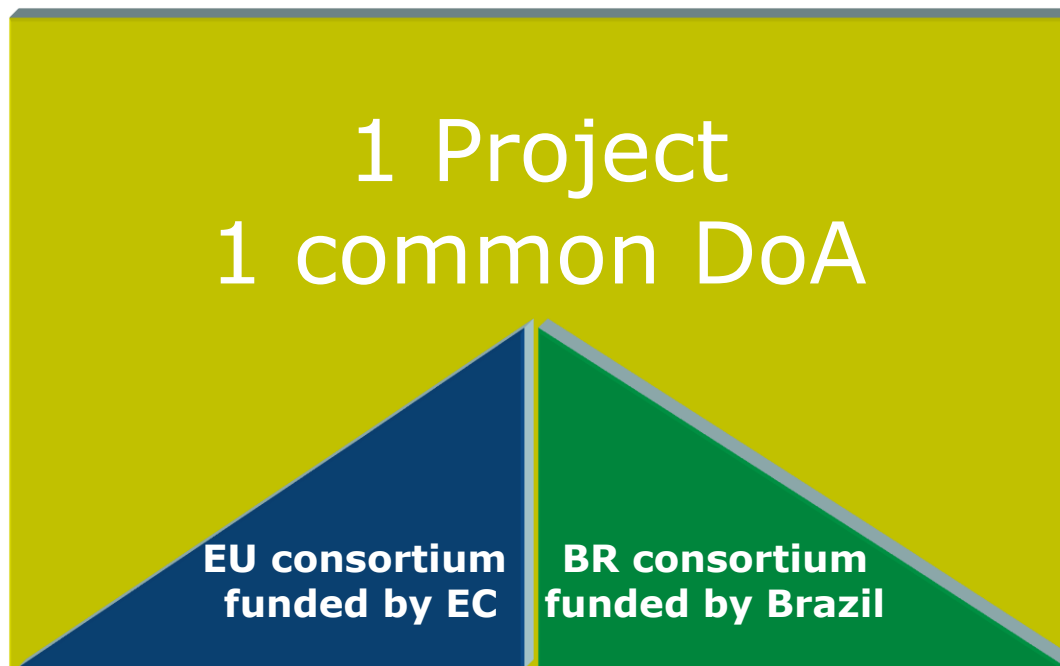 1 Project
1 common DoA
EU consortium
funded by EC
BR consortium
funded by Brazil